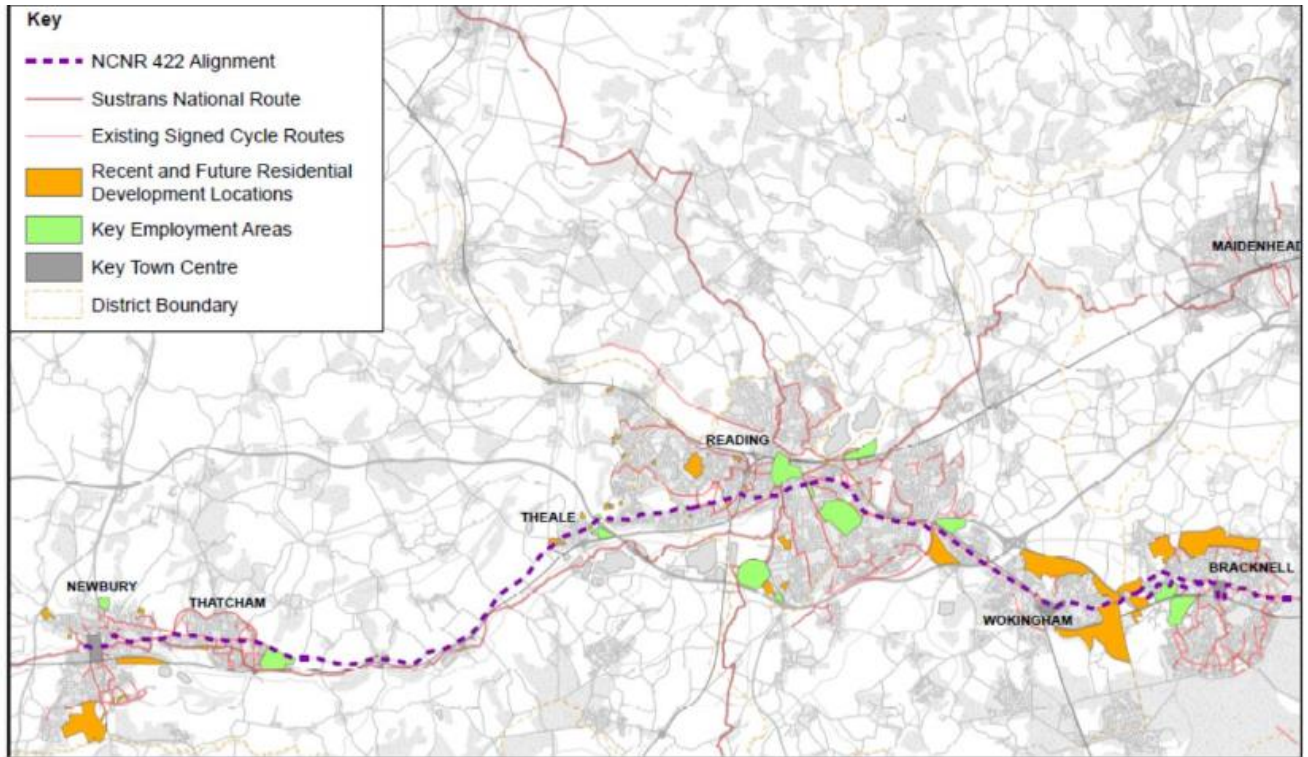 Key
NCNR 422 Alignment
Sustrans National Route
Existing Signed Cycle Routes
Recent and Future Residential
Development Locations
Key Employment Areas
Key Town Centre
District Boundary
MAIDENHEAD
READING
THEALE
NEWBURY
THATCHAM
BRACKNELL
WOKINGHAM